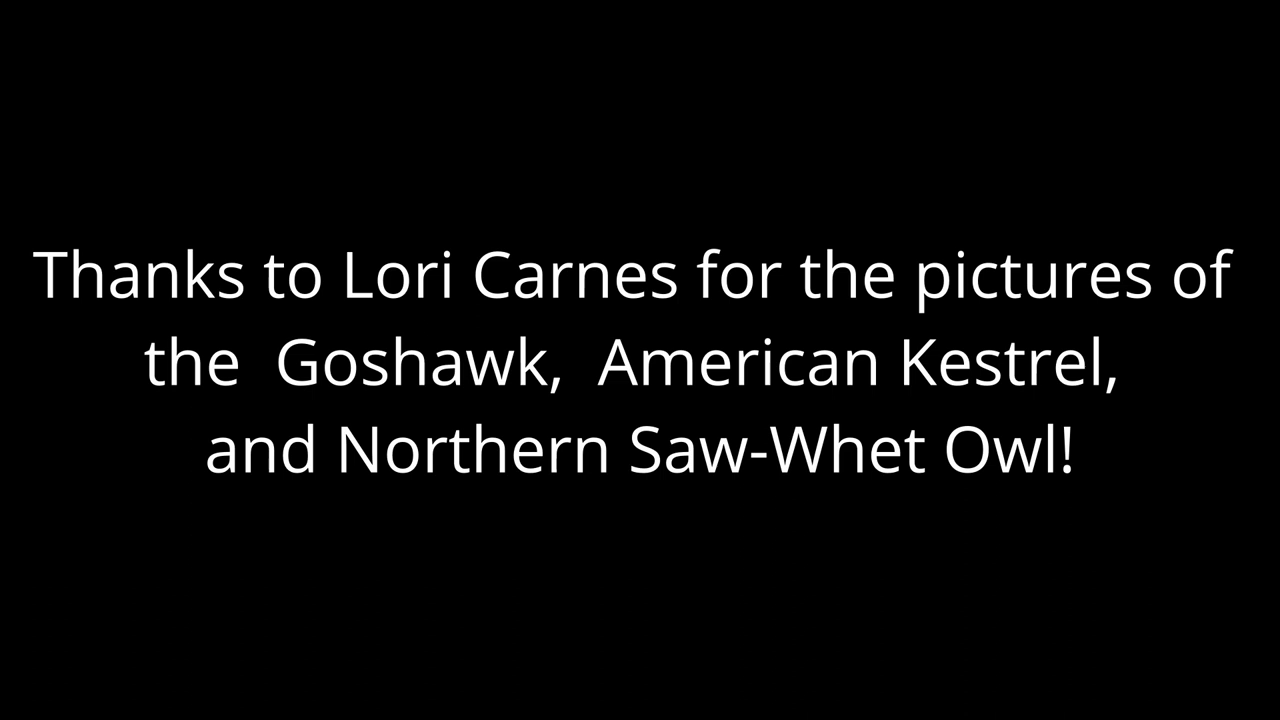 Thanks to Lori Carnes for the pictures of
the  Goshawk,  American Kestrel,
and Northern Saw-Whet Owl!